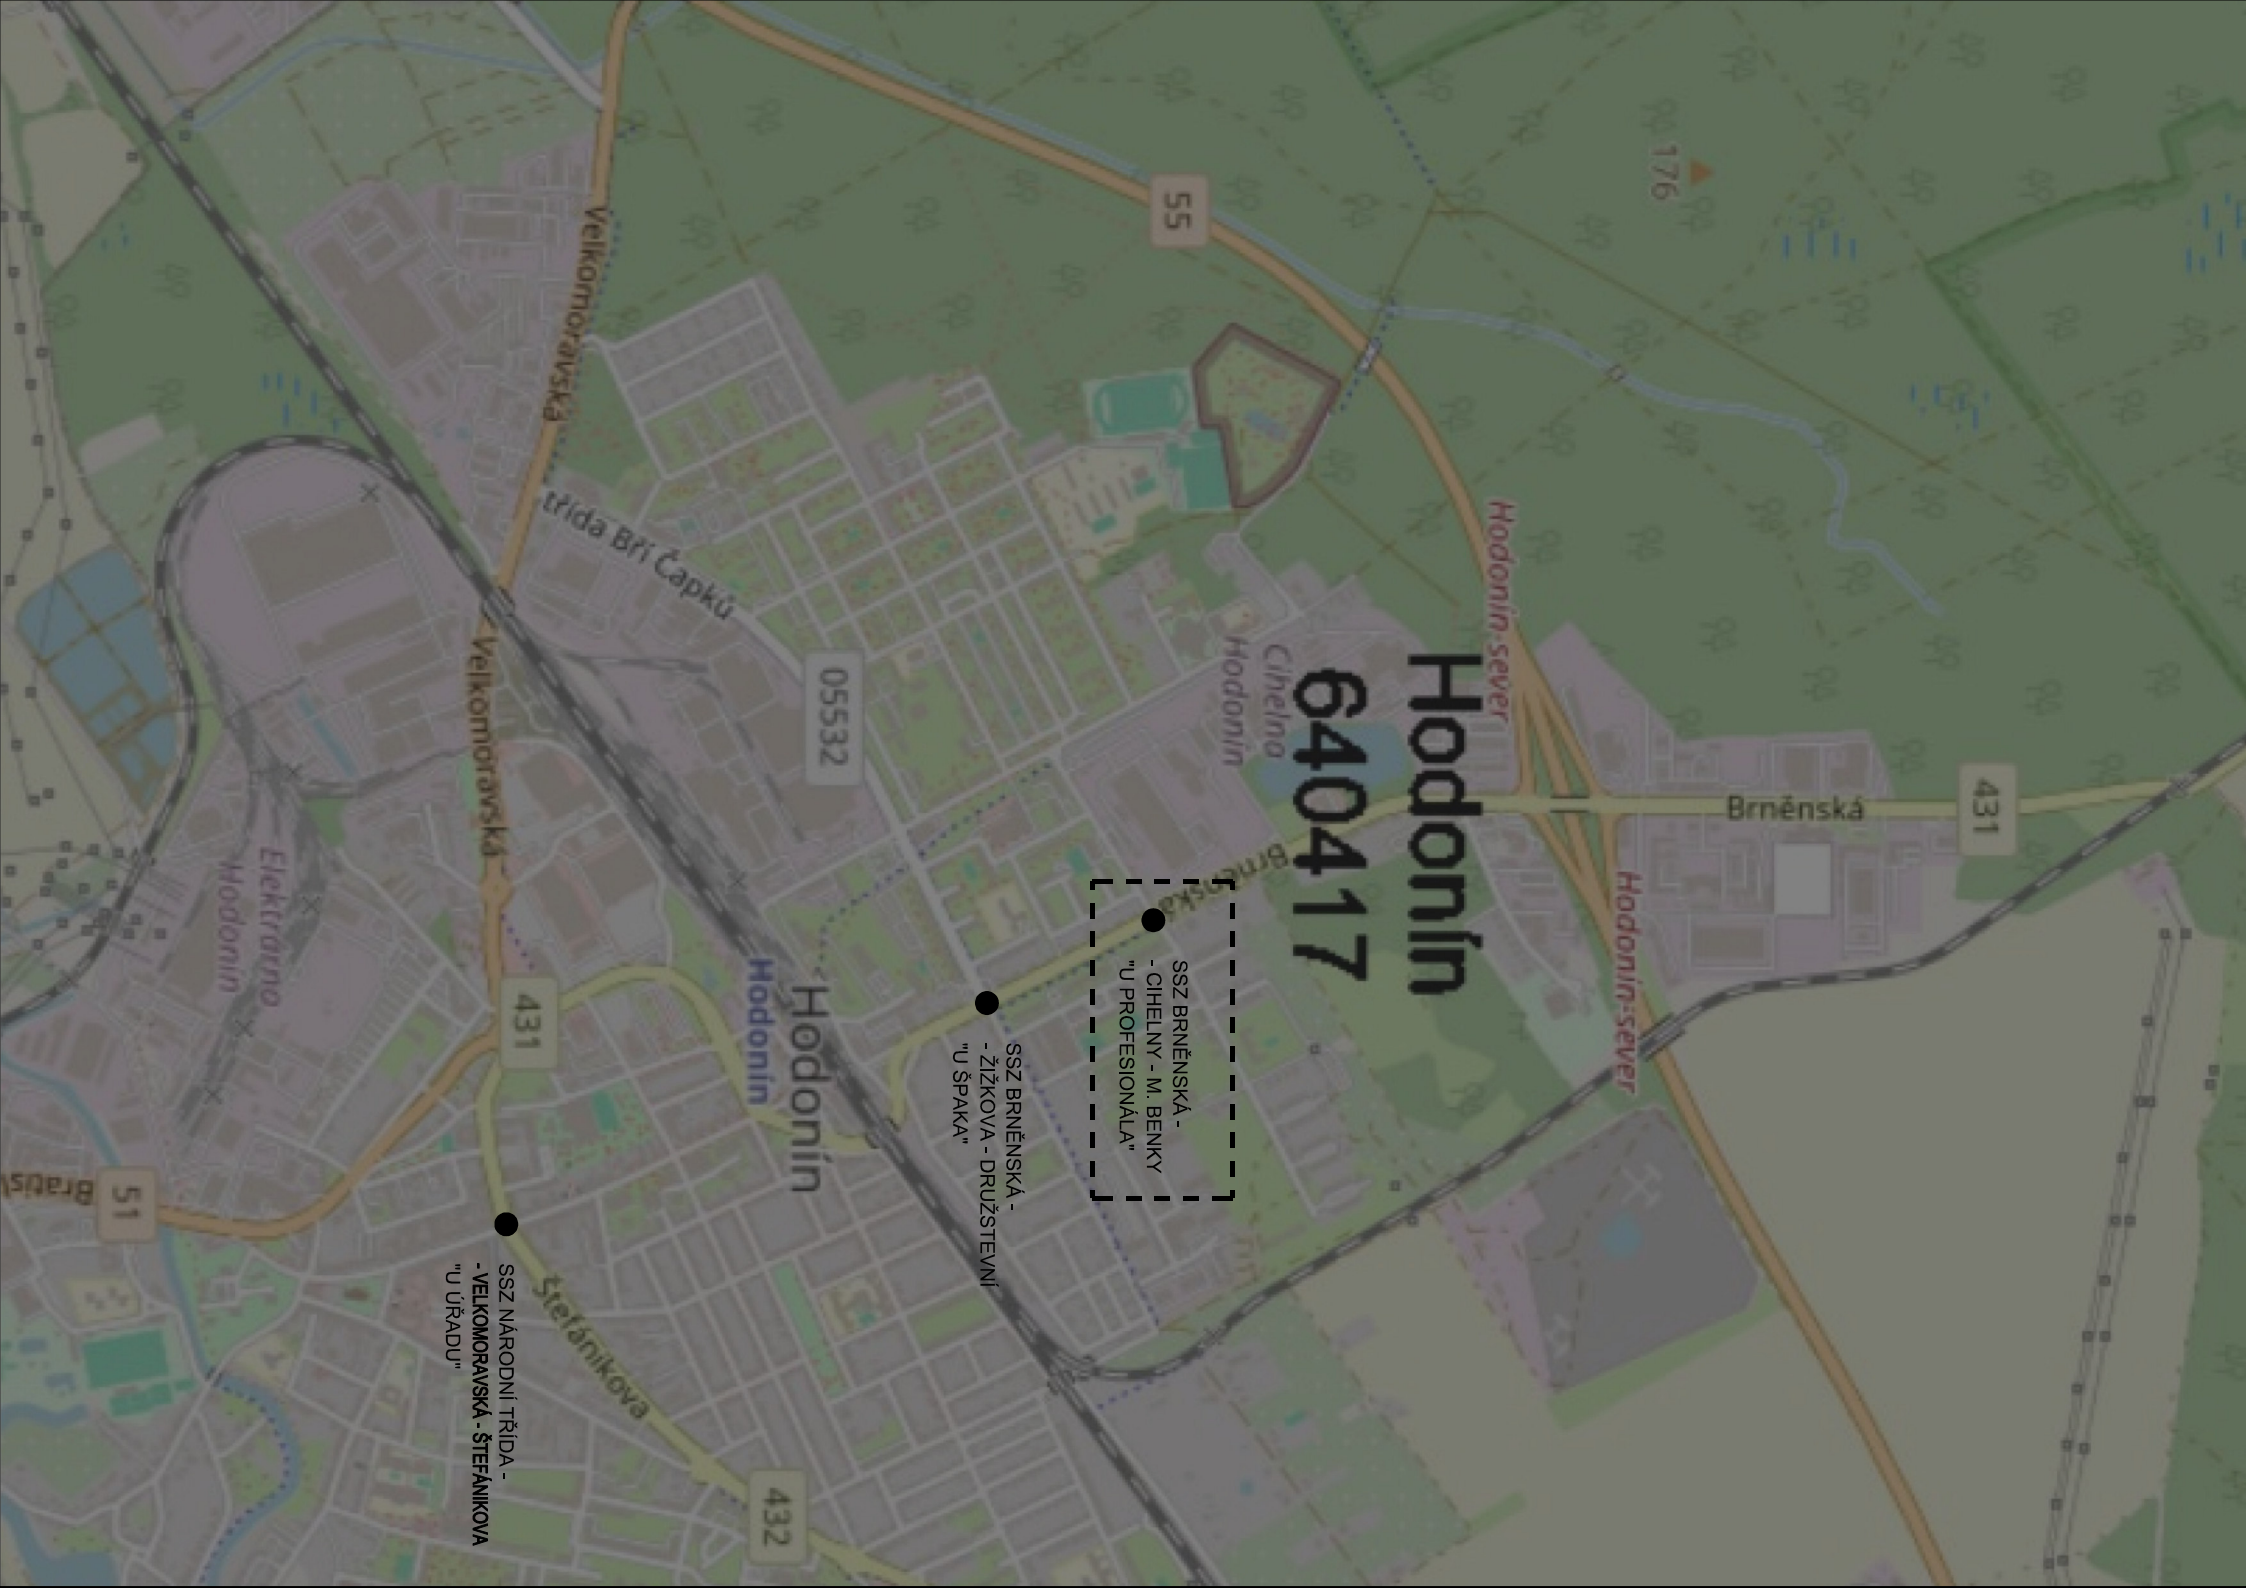 Hodonín
640417
SSZ BRNĚNSKÁ -
- CIHELNY - M. BENKY
"U PROFESIONÁLA"
SSZ BRNĚNSKÁ -
- ŽIŽKOVA - DRUŽSTEVNÍ
"U ŠPAKA"
SSZ NÁRODNÍ TŘÍDA -
- VELKOMORAVSKÁ - ŠTEFÁNIKOVA
"U ÚŘADU"
176
55
431
Brněnská
Hodonín-sever
Hodonín-sever
Cihelna
Hodonín
Brněnská
05532
třída Bří Čapků
Velkomoravská
Velkomoravská
Hodonín
Hodonín
Elektrárna
Hodonín
431
51
Štefánikova
432